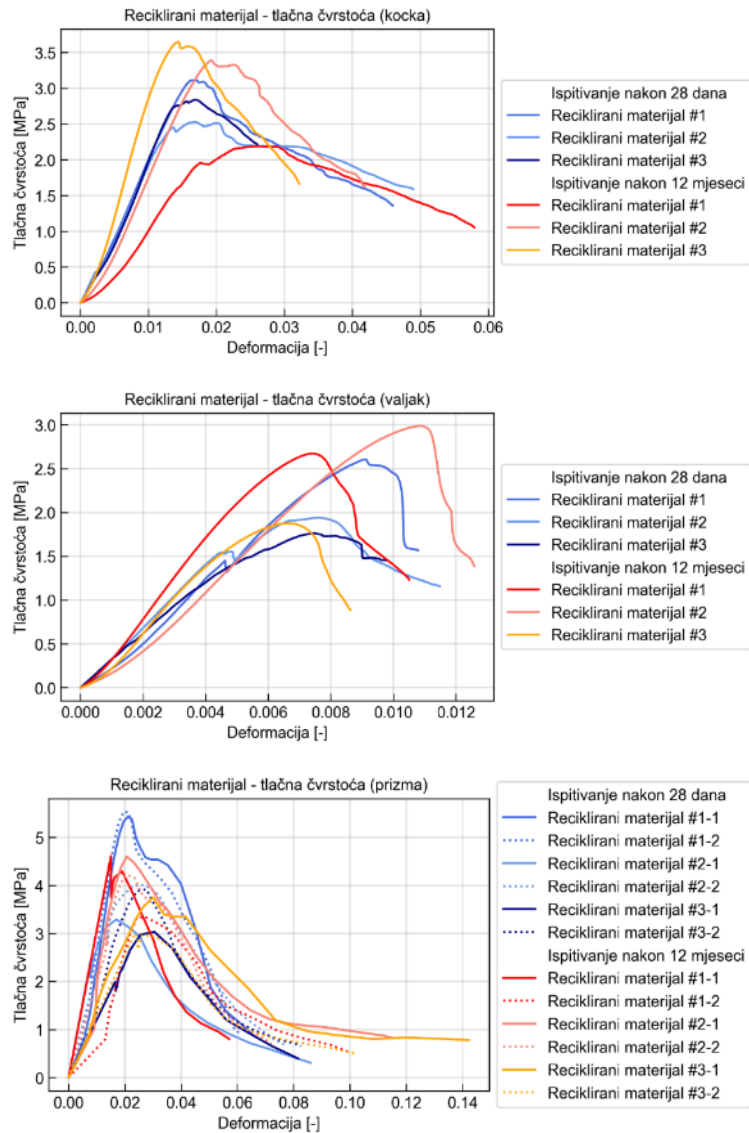 Reciklirani materijal - tlačna čvrstoća (kocka)
Tlačna čvrstoća [MPa]
3.5
3.0
2.5
2.0
1.5
1.0
0.5
0.0
0.00 0.01 0.02 0.03 0.04 0.05 0.06
Deformacija [-]
Ispitivanje nakon 28 dana
Reciklirani materijal #1
Reciklirani materijal #2
Reciklirani materijal #3
Ispitivanje nakon 12 mjeseci
Reciklirani materijal #1
Reciklirani materijal #2
Reciklirani materijal #3
Reciklirani materijal - tlačna čvrstoća (valjak)
Tlačna čvrstoća [MPa]
3.0
2.5
2.0
1.5
1.0
0.5
0.0
0.000 0.002 0.004 0.006 0.008 0.010 0.012
Deformacija [-]
Ispitivanje nakon 28 dana
Reciklirani materijal #1
Reciklirani materijal #2
Reciklirani materijal #3
Ispitivanje nakon 12 mjeseci
Reciklirani materijal #1
Reciklirani materijal #2
Reciklirani materijal #3
Reciklirani materijal - tlačna čvrstoća (prizma)
Tlačna čvrstoća [MPa]
5
4
3
2
1
0
0.00 0.02 0.04 0.06 0.08 0.10 0.12 0.14
Deformacija [-]
Ispitivanje nakon 28 dana
Reciklirani materijal #1-1
Reciklirani materijal #1-2
Reciklirani materijal #2-1
Reciklirani materijal #2-2
Reciklirani materijal #3-1
Reciklirani materijal #3-2
Ispitivanje nakon 12 mjeseci
Reciklirani materijal #1-1
Reciklirani materijal #1-2
Reciklirani materijal #2-1
Reciklirani materijal #2-2
Reciklirani materijal #3-1
Reciklirani materijal #3-2